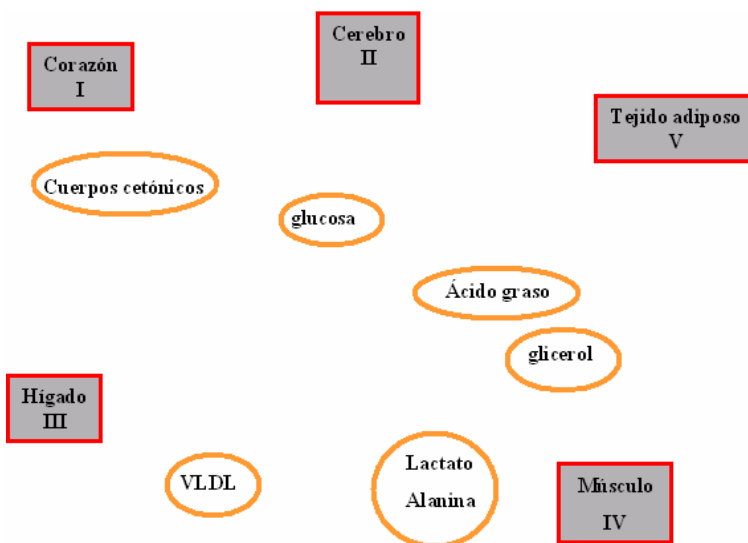 Corazón
I
Cerebro
II
Tejido adiposo
V
Cuerpos cetónicos
glucosa
Ácido graso
glicerol
Hígado
III
VLDL
Lactato
Alanina
Músculo
IV